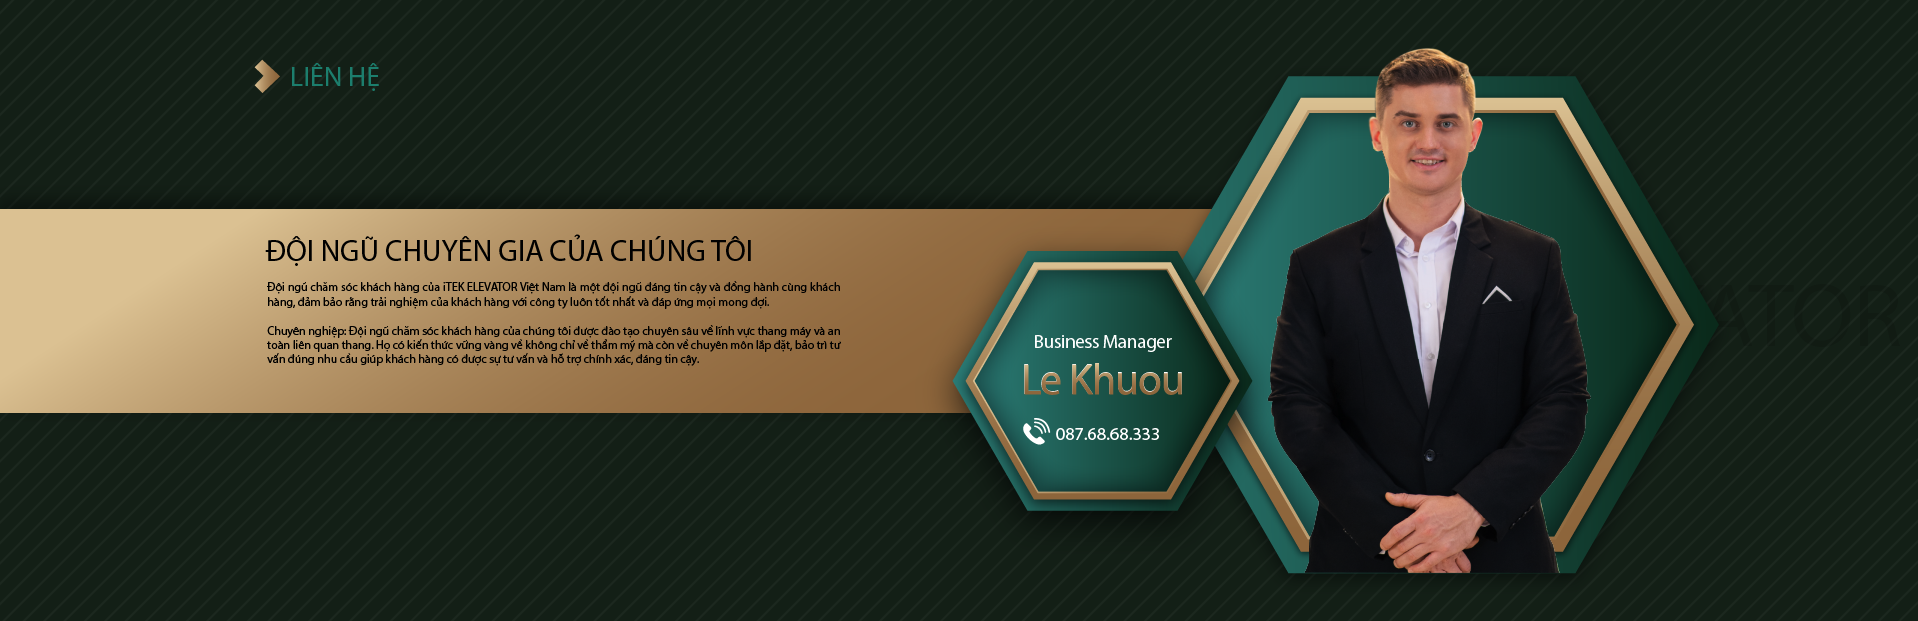 LIÊN HỆ
ĐỘI NGŨ CHUYÊN GIA CỦA CHÚNG TÔI
Đội ngũ chăm sóc khách hàng của iTEK ELEVATOR Việt Nam là một đội ngũ đáng tin cậy và đồng hành cùng khách
hàng, đảm bảo rằng trải nghiệm của khách hàng với công ty luôn tốt nhất và đáp ứng mọi mong đợi.
Chuyên nghiệp: Đội ngũ chăm sóc khách hàng của chúng tôi được đào tạo chuyên sâu về lĩnh vực thang máy và an
toàn liên quan thang. Họ có kiến thức vững vàng về không chỉ về thẩm mỹ mà còn về chuyên môn lắp đặt, bảo trì tư
vấn đúng nhu cầu giúp khách hàng có được sự tư vấn và hỗ trợ chính xác, đáng tin cậy.
Business Manager
Le Khuou
087.68.68.333